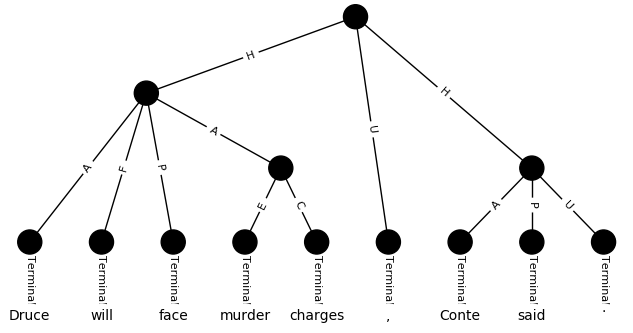 H
H
U
A
F
P
A
E
C
A
P
U
Terminal Terminal Terminal Terminal Terminal Terminal Terminal Terminal Terminal
Druce will face murder charges , Conte said .